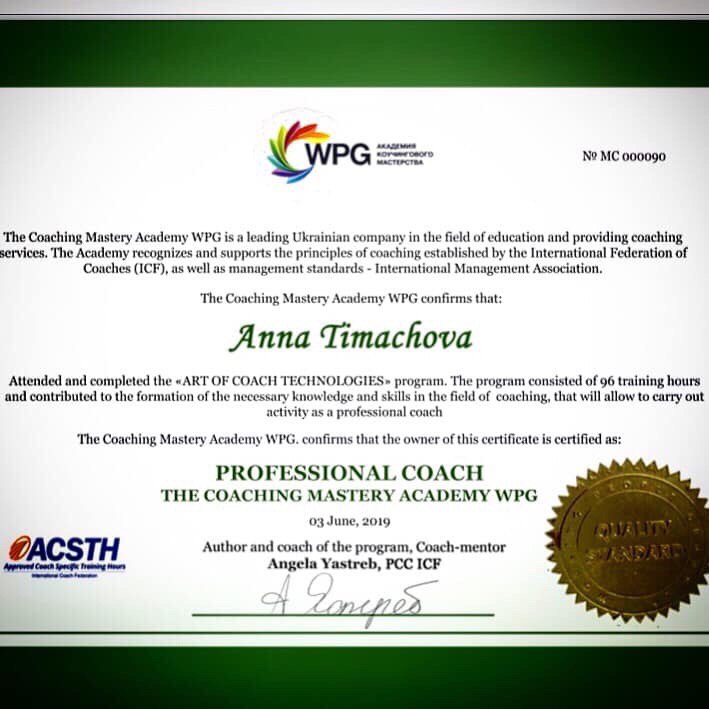 WPG
АКАДЕМИЯ
КОУЧИНГОВОГО
МАСТЕРСТВА
№ MC 000090
The Coaching Mastery Academy WPG is a leading Ukrainian company in the field of education and providing coaching
services. The Academy recognizes and supports the principles of coaching established by the International Federation of
Coaches (ICF), as well as management standards - International Management Association.
The Coaching Mastery Academy WPG confirms that:
Anna Timachova
Attended and completed the «ART OF COACH TECHNOLOGIES» program. The program consisted of 96 training hours
and contributed to the formation of the necessary knowledge and skills in the field of coaching, that will allow to carry out
activity as a professional coach
The Coaching Mastery Academy WPG. confirms that the owner of this certificate is certified as:
PROFESSIONAL COACH
THE COACHING MASTERY ACADEMY WPG
03 June, 2019
Author and coach of the program, Coach-mentor
Angela Yastreb, PCC ICF
ACSTH
Approved Coach Specific Training Hours
International Coach Federation
QUALITY
STANDARD